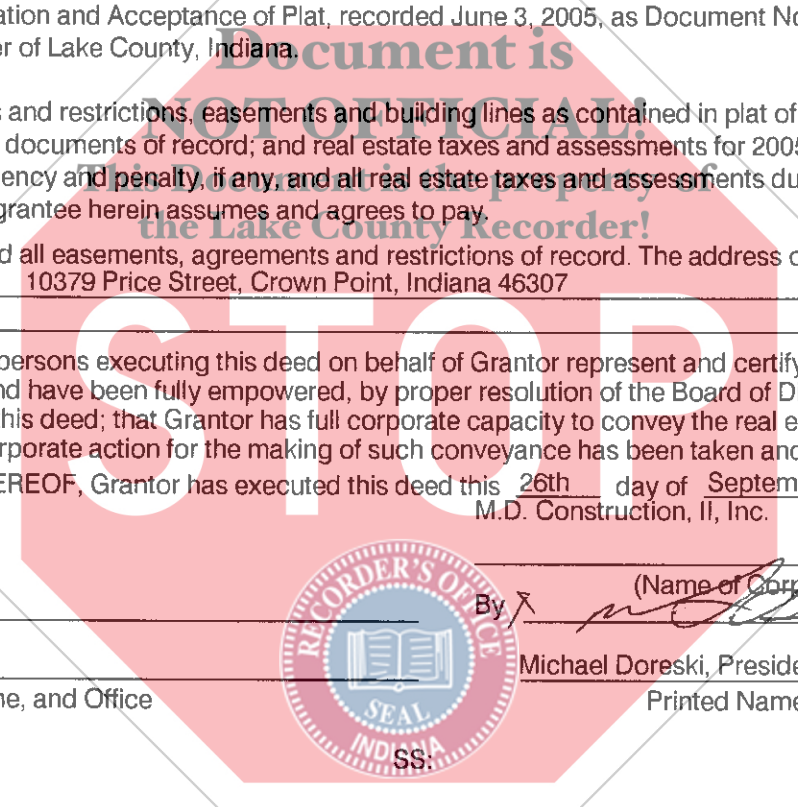 ation and Acceptance of Plat, recorded June 3, 2005, as Document No
er of Lake County, Indiana.
Document is
s and restrictions, easements and building lines as contained in plat of
NOT OFFICIAL!
documents of record; and real estate taxes and assessments for 2005
ency and penalty, if any, and all real estate taxes and assessments du
This Document is the property of
grantee herein assumes and agrees to pay.
the Lake County Recorder!
d all easements, agreements and restrictions of record. The address o
10379 Price Street, Crown Point, Indiana 46307
STOP
persons executing this deed on behalf of Grantor represent and certify
nd have been fully empowered, by proper resolution of the Board of D
his deed; that Grantor has full corporate capacity to convey the real e
rporate action for the making of such conveyance has been taken and
EREOF, Grantor has executed this deed this 26th day of Septem
M.D. Construction, II, Inc.
RECORDER'S OFFICE
(Name of Corp
By
Michael Doreski, Preside
ne, and Office
Printed Name
SEAL
INDIANA
SS: